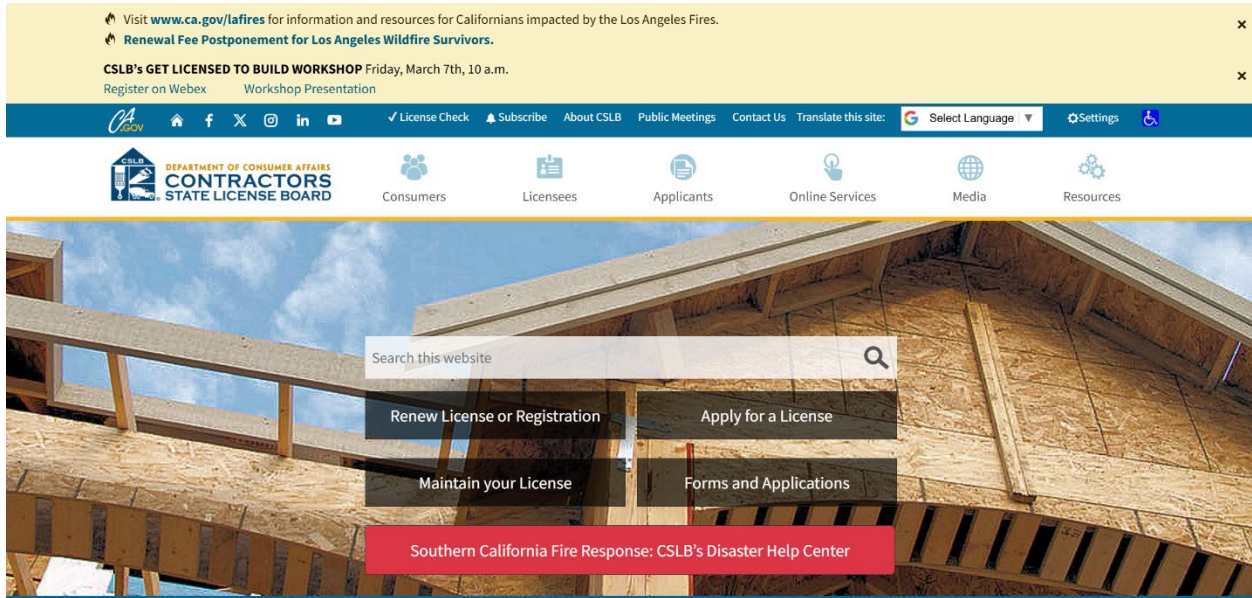 Visit www.ca.gov/lafires for information and resources for Californians impacted by the Los Angeles Fires.
Renewal Fee Postponement for Los Angeles Wildfire Survivors.
CSLB's GET LICENSED TO BUILD WORKSHOP Friday, March 7th, 10 a.m.
Register on Webex Workshop Presentation
CA.GOV License Check Subscribe About CSLB Public Meetings Contact Us Translate this site: Select Language Settings
CSLB
DEPARTMENT OF CONSUMER AFFAIRS
CONTRACTORS
STATE LICENSE BOARD
Consumers Licensees Applicants Online Services Media Resources
Search this website
Renew License or Registration Apply for a License
Maintain your License Forms and Applications
Southern California Fire Response: CSLB's Disaster Help Center